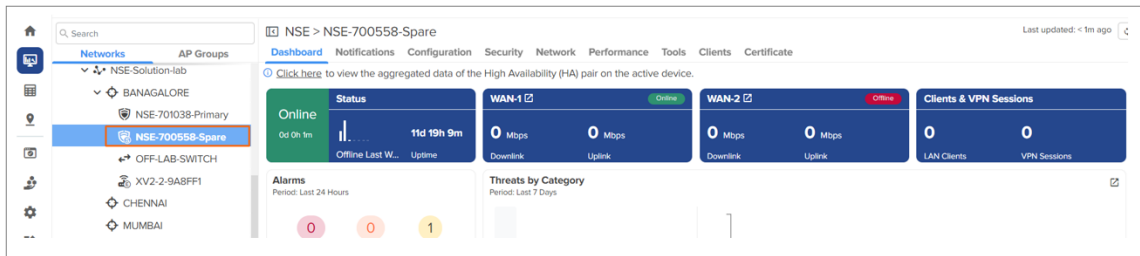 Search
NSE > NSE-700558-Spare
Last updated: < 1m ago
Networks AP Groups
Dashboard Notifications Configuration Security Network Performance Tools Clients Certificate
NSE-Solution-lab
Click here to view the aggregated data of the High Availability (HA) pair on the active device.
BANAGALORE
NSE-701038-Primary
NSE-700558-Spare
OFF-LAB-SWITCH
XV2-2-9A8FF1
CHENNAI
MUMBAI
Online
0d 0h 1m
Status
11d 19h 9m
Offline Last W... Uptime
WAN-1 Online
0 Mbps 0 Mbps
Downlink Uplink
WAN-2 Offline
0 Mbps 0 Mbps
Downlink Uplink
Clients & VPN Sessions
0 0
LAN Clients VPN Sessions
Alarms
Period: Last 24 Hours
0 0 1
Threats by Category
Period: Last 7 Days